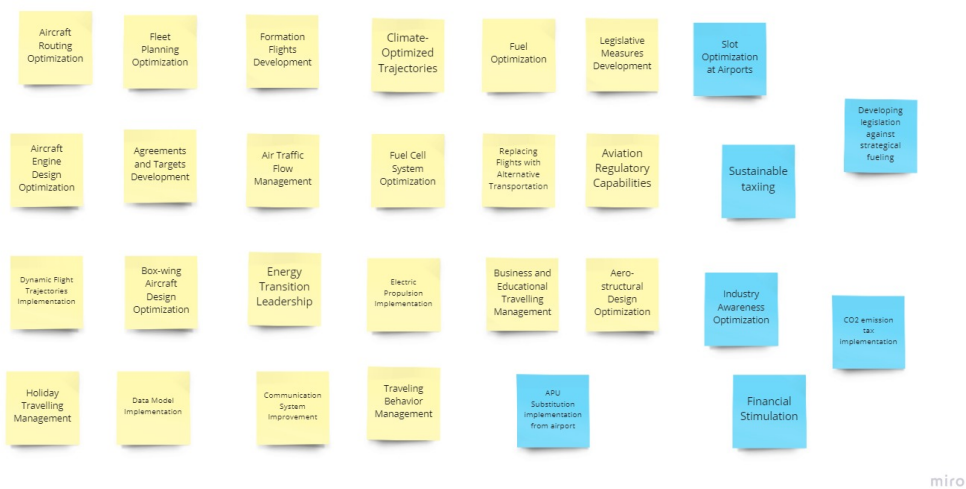 Aircraft
Routing
Optimization
Fleet
Planning
Optimization
Formation
Flights
Development
Climate-
Optimized
Trajectories
Fuel
Optimization
Legislative
Measures
Development
Slot
Optimization
at Airports
Developing
legislation
against
strategical
fueling
Aircraft
Engine
Design
Optimization
Agreements
and Targets
Development
Air Traffic
Flow
Management
Fuel Cell
System
Optimization
Replacing
Flights with
Alternative
Transportation
Aviation
Regulatory
Capabilities
Sustainable
taxiing
Dynamic Flight
Trajectories
Implementation
Box-wing
Aircraft
Design
Optimization
Energy
Transition
Leadership
Electric
Propulsion
Implementation
Business and
Educational
Travelling
Management
Aero-
structural
Design
Optimization
Industry
Awareness
Optimization
CO2 emission
tax
implementation
Holiday
Travelling
Management
Data Model
Implementation
Communication
System
Improvement
Traveling
Behavior
Management
APU
Substitution
implementation
from airport
Financial
Stimulation
miro